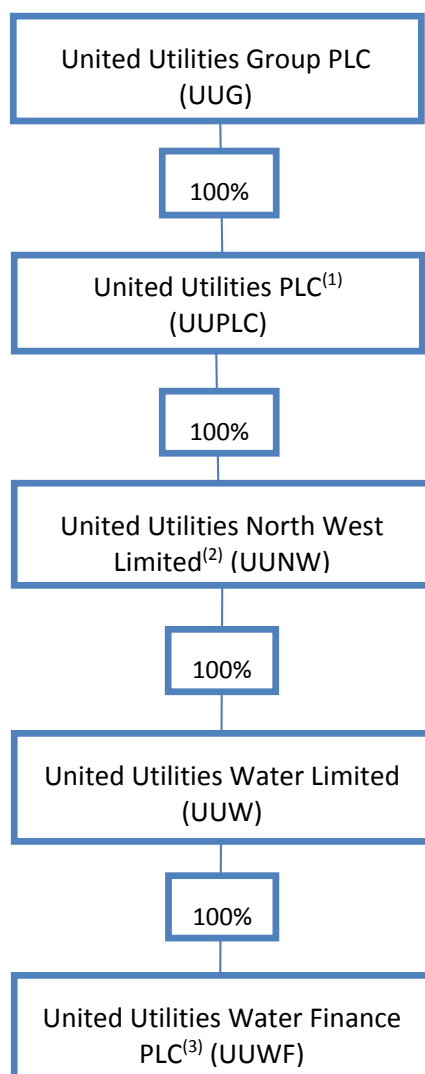 United Utilities Group PLC
(UUG)
100%
United Utilities PLC(1)
(UUPLC)
100%
United Utilities North West
Limited(2) (UUNW)
100%
United Utilities Water Limited
(UUW)
100%
United Utilities Water Finance
PLC(3) (UUWF)